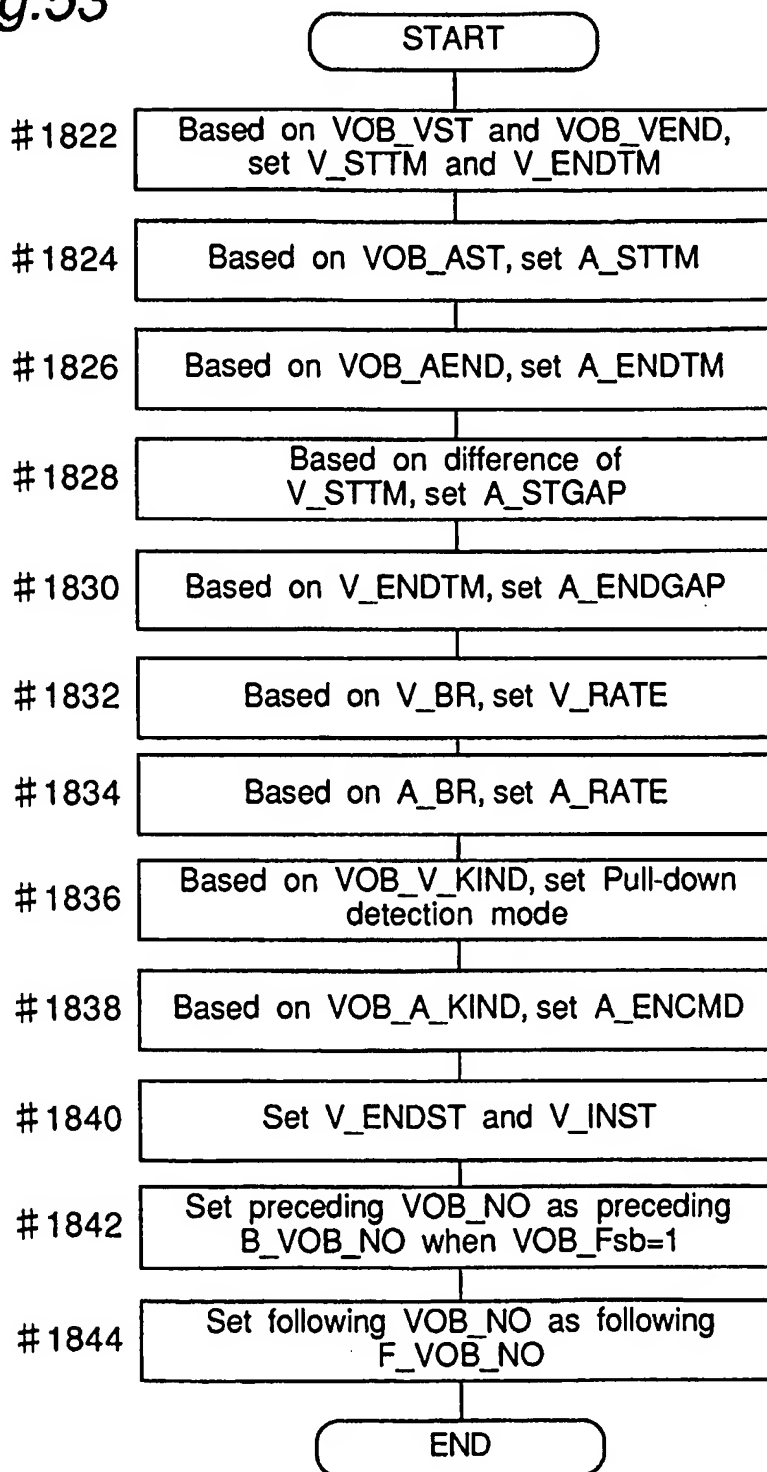 g.53
START
#1822
Based on VOB_VST and VOB_VEND,
set V_STTM and V_ENDTM
#1824
Based on VOB_AST, set A_STTM
#1826
Based on VOB_AEND, set A_ENDTM
#1828
Based on difference of
V_STTM, set A_STGAP
#1830
Based on V_ENDTM, set A_ENDGAP
#1832
Based on V_BR, set V_RATE
#1834
Based on A_BR, set A_RATE
#1836
Based on VOB_V_KIND, set Pull-down
detection mode
#1838
Based on VOB_A_KIND, set A_ENCMD
#1840
Set V_ENDST and V_INST
#1842
Set preceding VOB_NO as preceding
B_VOB_NO when VOB_Fsb=1
#1844
Set following VOB_NO as following
F_VOB_NO
END